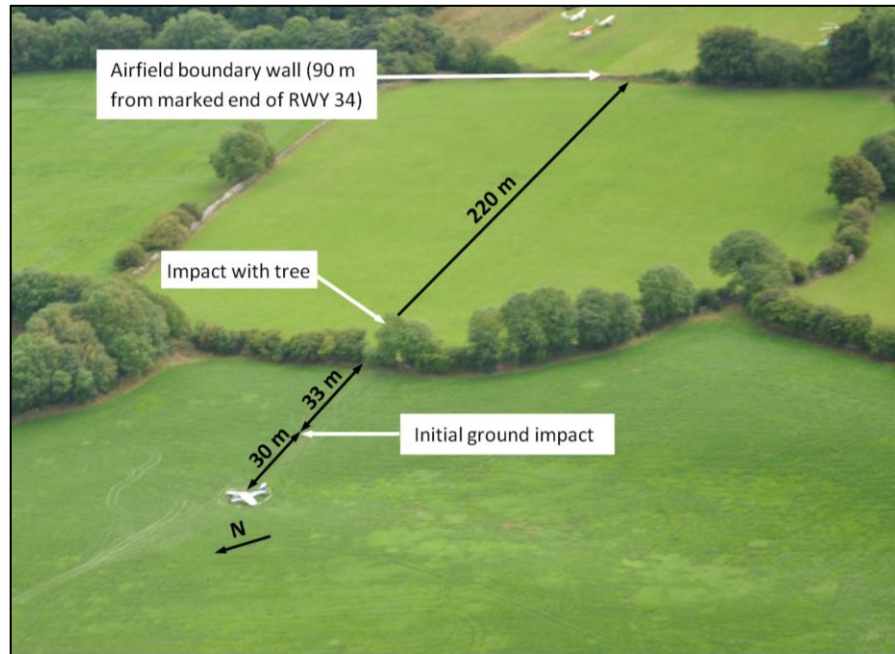 Airfield boundary wall (90 m
from marked end of RWY 34)
220 m
Impact with tree
33 m
Initial ground impact
30 m
N